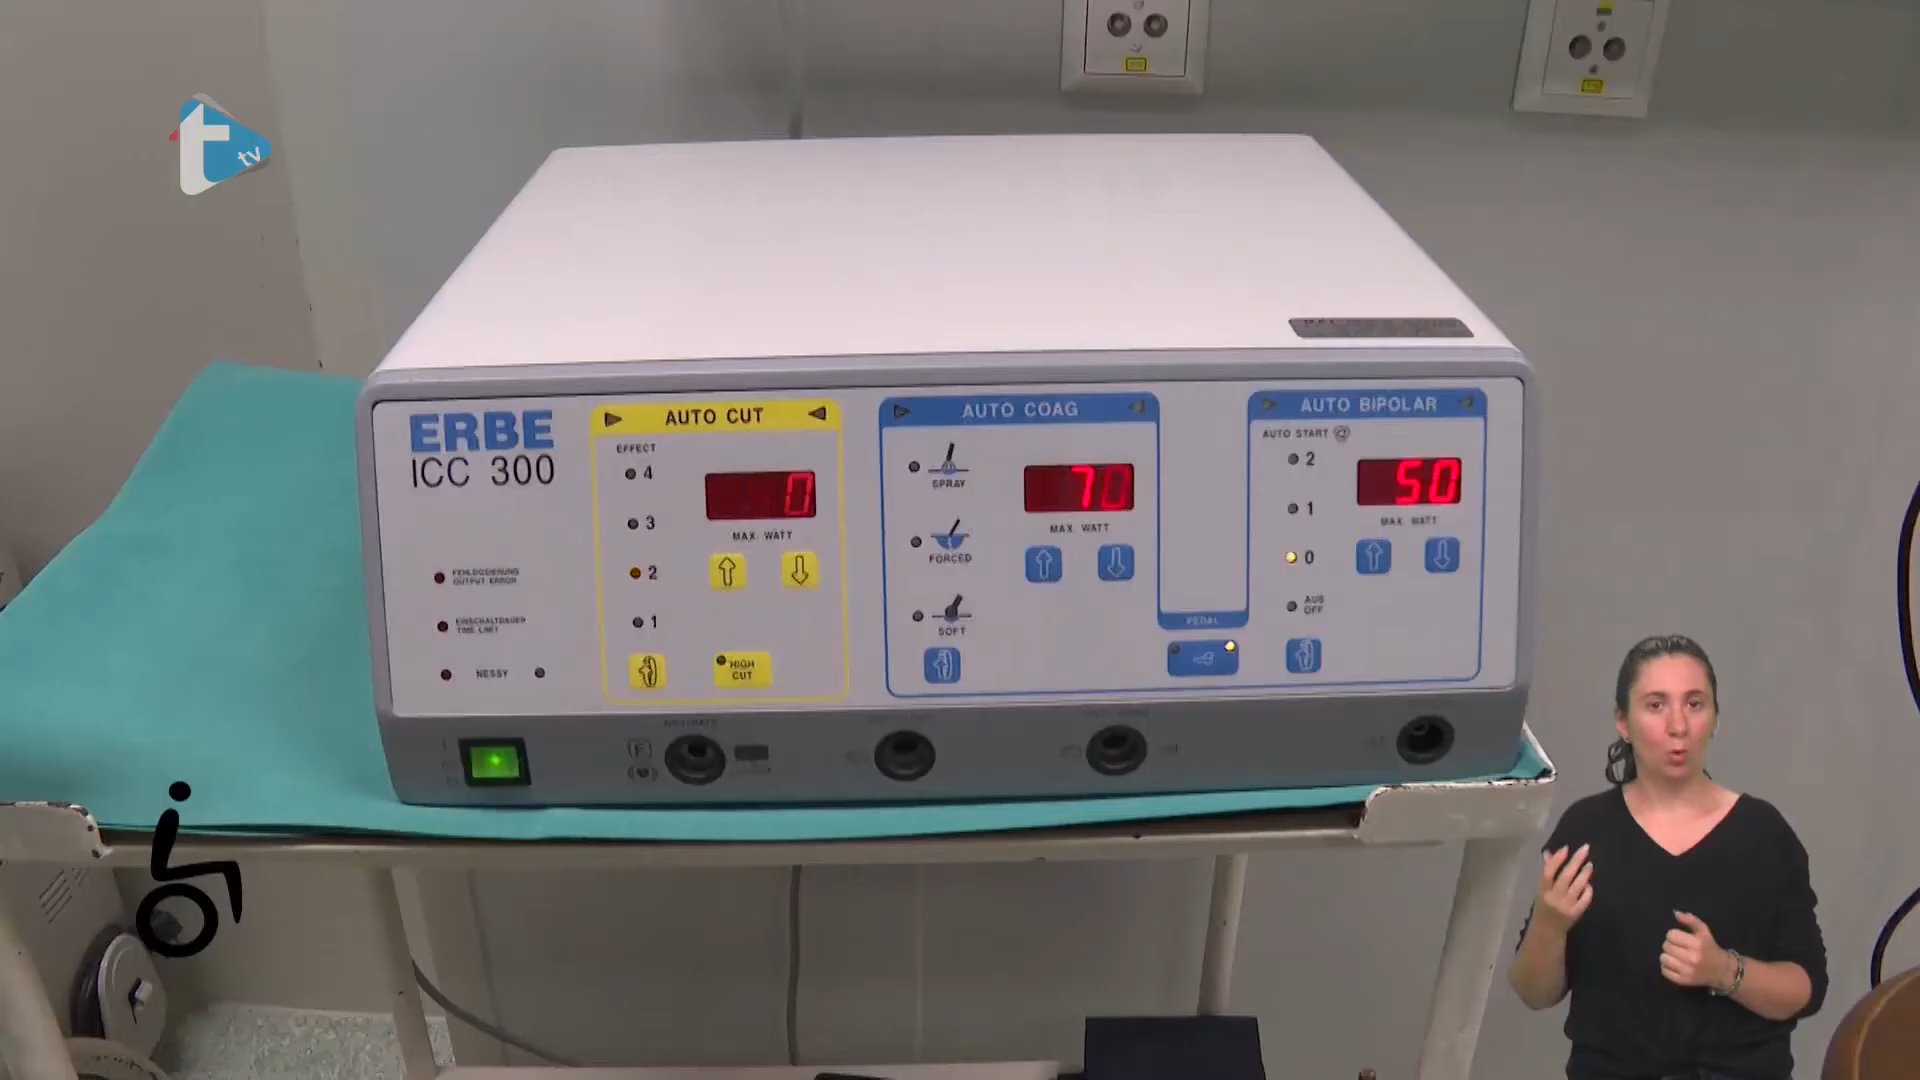 t tv
ERBE
ICC 300
FEHLDOSIERUNG
OUTPUT ERROR
EINSCHALTDAUER
TIME LIMIT
NESSY
AUTO CUT
EFFECT
4
3
2
1
0
MAX. WATT
HIGH
CUT
AUTO COAG
SPRAY
FORCED
SOFT
70
MAX. WATT
PEDAL
AUTO BIPOLAR
AUTO START
2
1
0
AUS
OFF
50
MAX. WATT
F